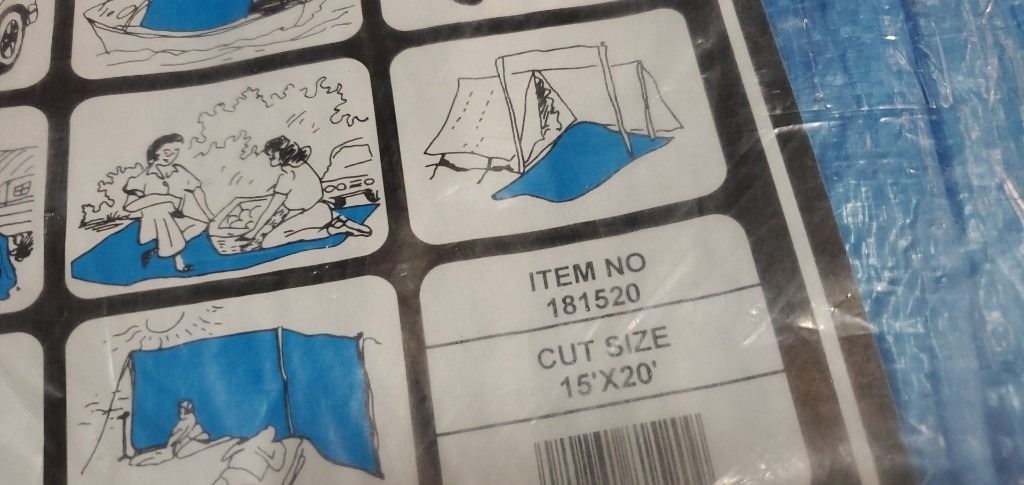 ITEM NO
181520
CUT SIZE
15'X20'